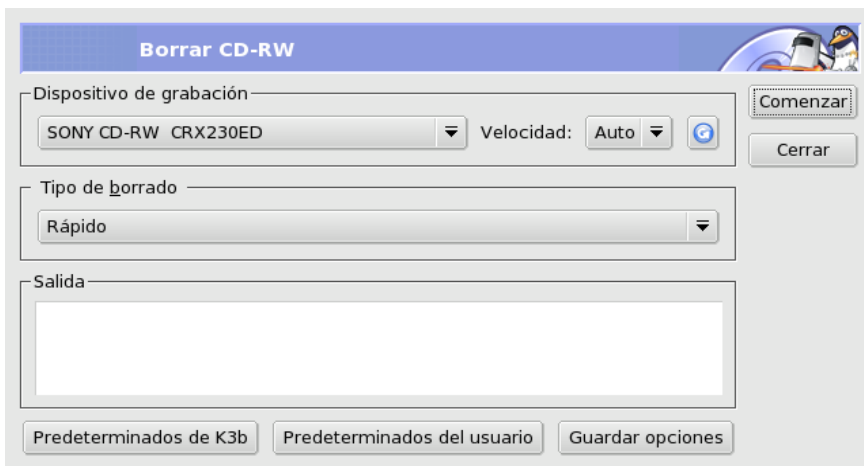 Borrar CD-RW
Dispositivo de grabación
SONY CD-RW CRX230ED
Velocidad:
Auto
Comenzar
Cerrar
Tipo de borrado
Rápido
Salida
Predeterminados de K3b
Predeterminados del usuario
Guardar opciones